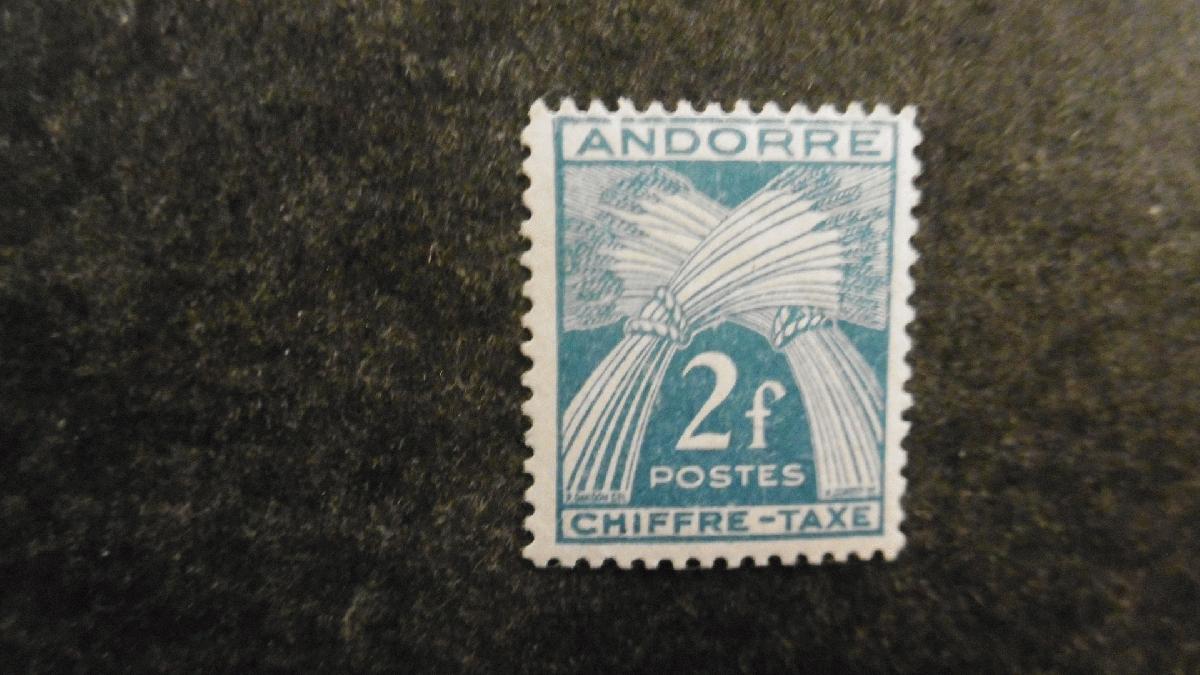 ANDORRE
2f
POSTES
CHIFFRE-TAXE